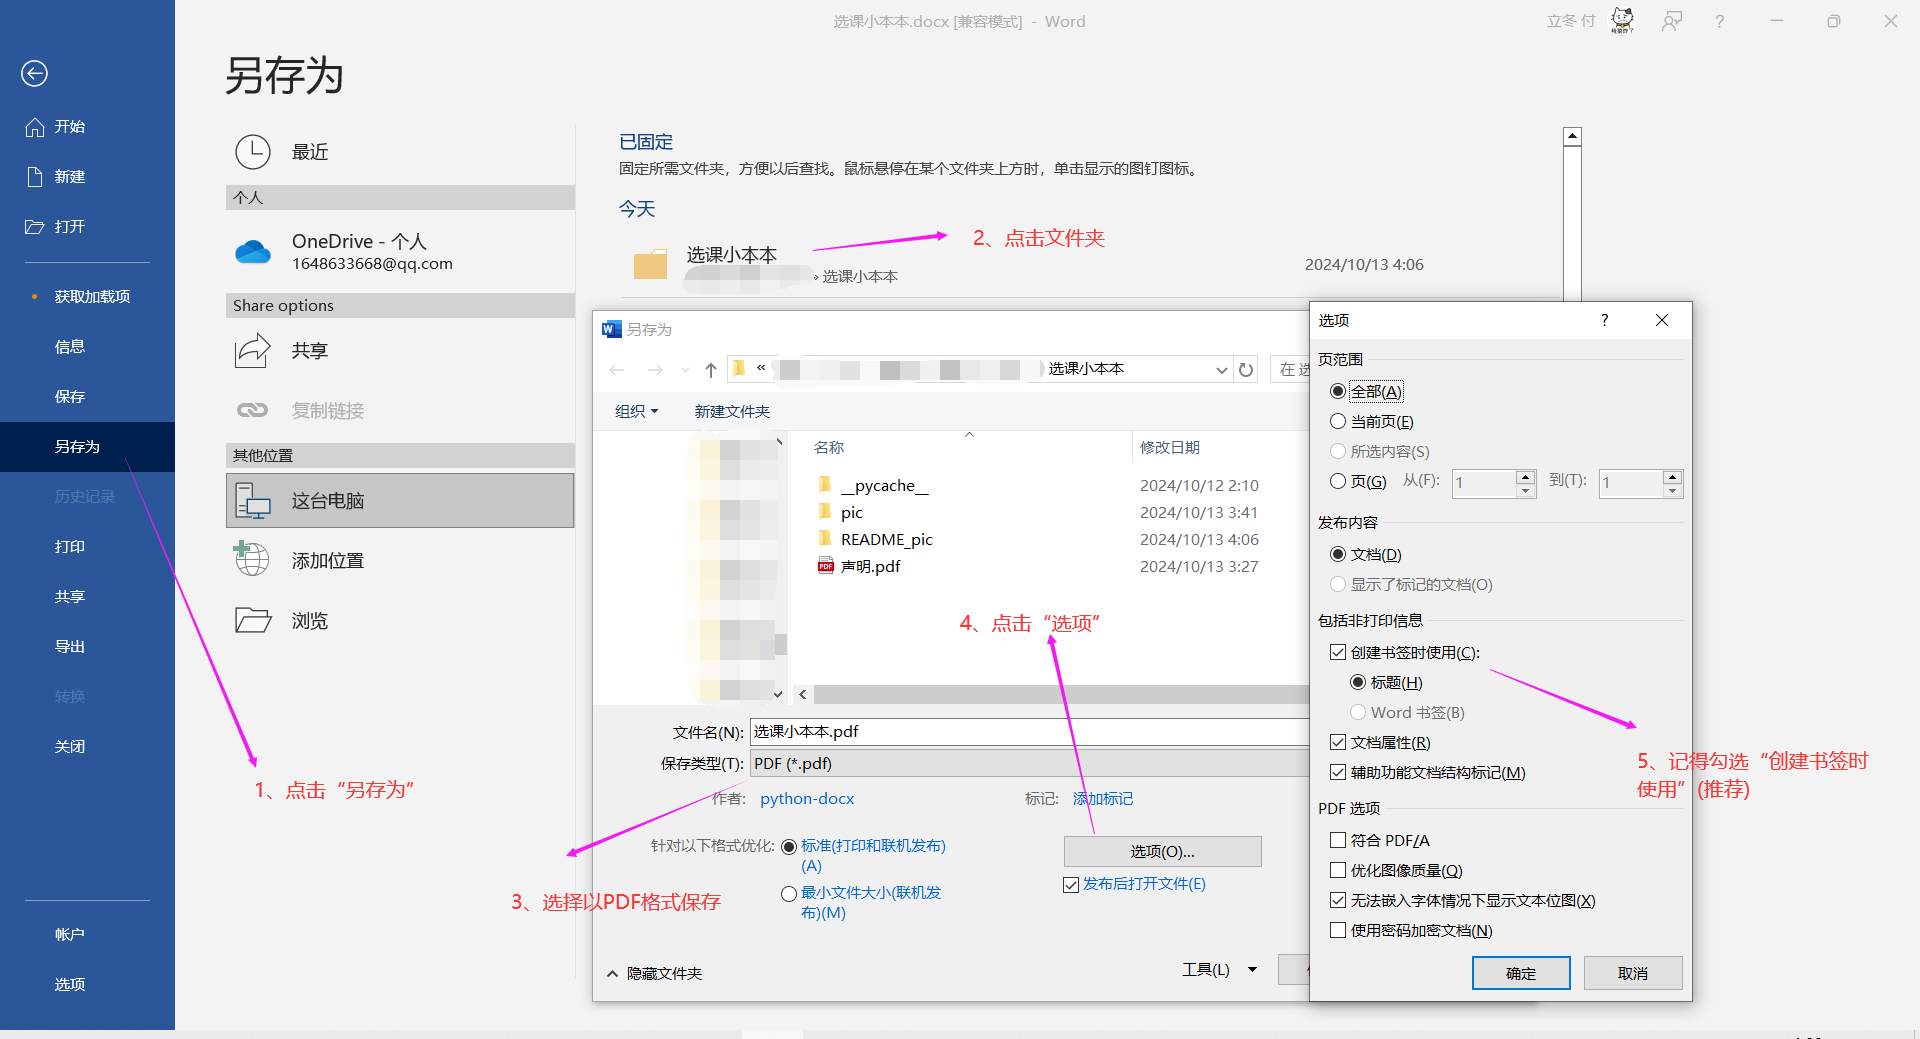 选课小本本.docx [兼容模式] - Word
立冬 付
?
开始
新建
打开
获取加载项
信息
保存
另存为
历史记录
打印
共享
导出
转换
关闭
帐户
选项
另存为
最近
个人
OneDrive - 个人
1648633668@qq.com
Share options
共享
复制链接
其他位置
这台电脑
添加位置
浏览
已固定
固定所需文件夹，方便以后查找。鼠标悬停在某个文件夹上方时，单击显示的图钉图标。
今天
选课小本本
» 选课小本本
2024/10/13 4:06
1、点击“另存为”
2、点击文件夹
另存为
« 选课小本本
在 选
组织
新建文件夹
名称 修改日期
__pycache__ 2024/10/12 2:10
pic 2024/10/13 3:41
README_pic 2024/10/13 4:06
声明.pdf 2024/10/13 3:27
4、点击“选项”
文件名(N): 选课小本本.pdf
保存类型(T): PDF (*.pdf)
作者: python-docx 标记: 添加标记
针对以下格式优化: 标准(打印和联机发布)
(A)
最小文件大小(联机发
布)(M)
选项(O)...
发布后打开文件(E)
3、选择以PDF格式保存
隐藏文件夹
工具(L)
选项
?
页范围
全部(A)
当前页(E)
所选内容(S)
页(G) 从(F): 1 到(T): 1
发布内容
文档(D)
显示了标记的文档(O)
包括非打印信息
创建书签时使用(C):
标题(H)
Word 书签(B)
文档属性(R)
辅助功能文档结构标记(M)
PDF 选项
符合 PDF/A
优化图像质量(Q)
无法嵌入字体情况下显示文本位图(X)
使用密码加密文档(N)
确定
取消
5、记得勾选“创建书签时
使用”(推荐)